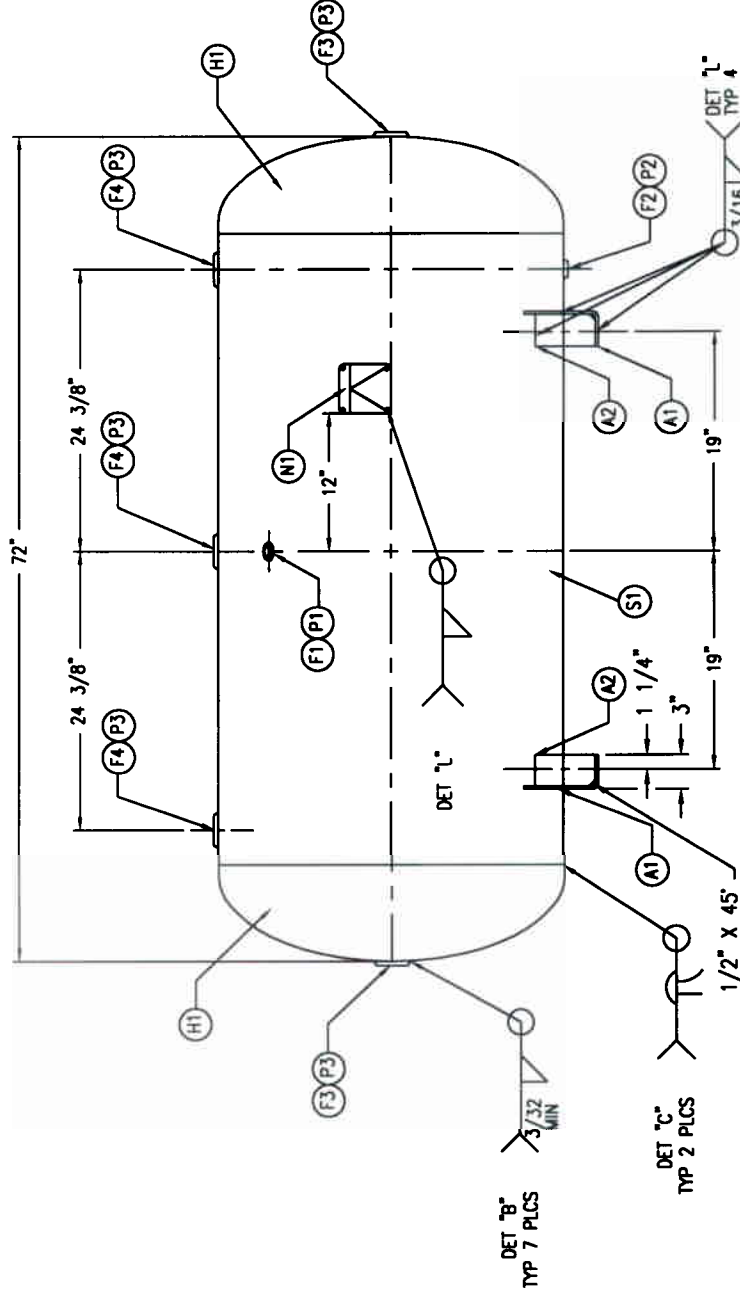 72"
24 3/8"
24 3/8"
F4 P3
F4 P3
F4 P3
H1
H1
F3 P3
F3 P3
F1 P1
N1
12"
F2 P2
DET "L"
S1
A2
A1
A2
A1
19"
19"
1 1/4"
3"
1/2" X 45°
DET "B"
TYP 7 PLCS
3/32
MIN
DET "C"
TYP 2 PLCS
DET "L"
TYP 4
3/16